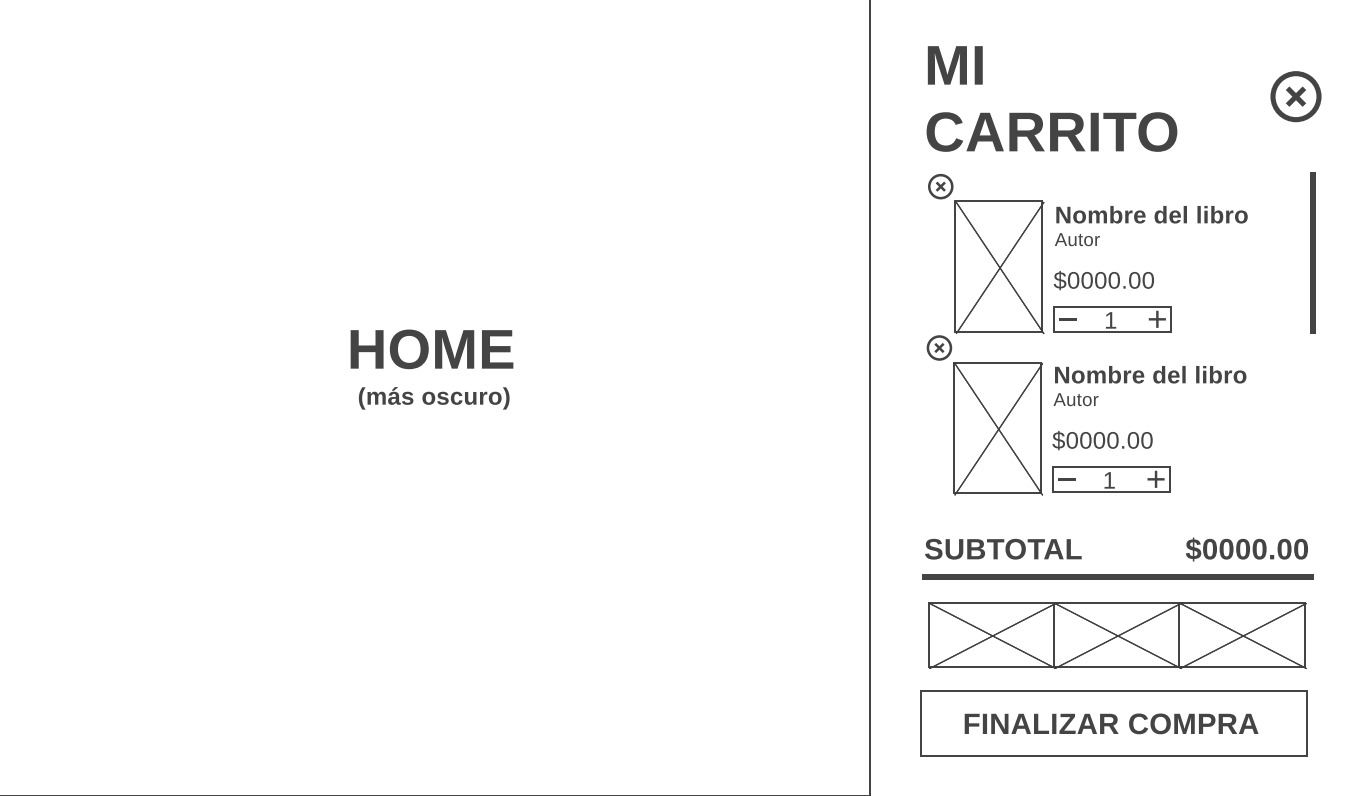 HOME
(más oscuro)
MI
CARRITO
Nombre del libro
Autor
$0000.00
1
Nombre del libro
Autor
$0000.00
1
SUBTOTAL $0000.00
FINALIZAR COMPRA